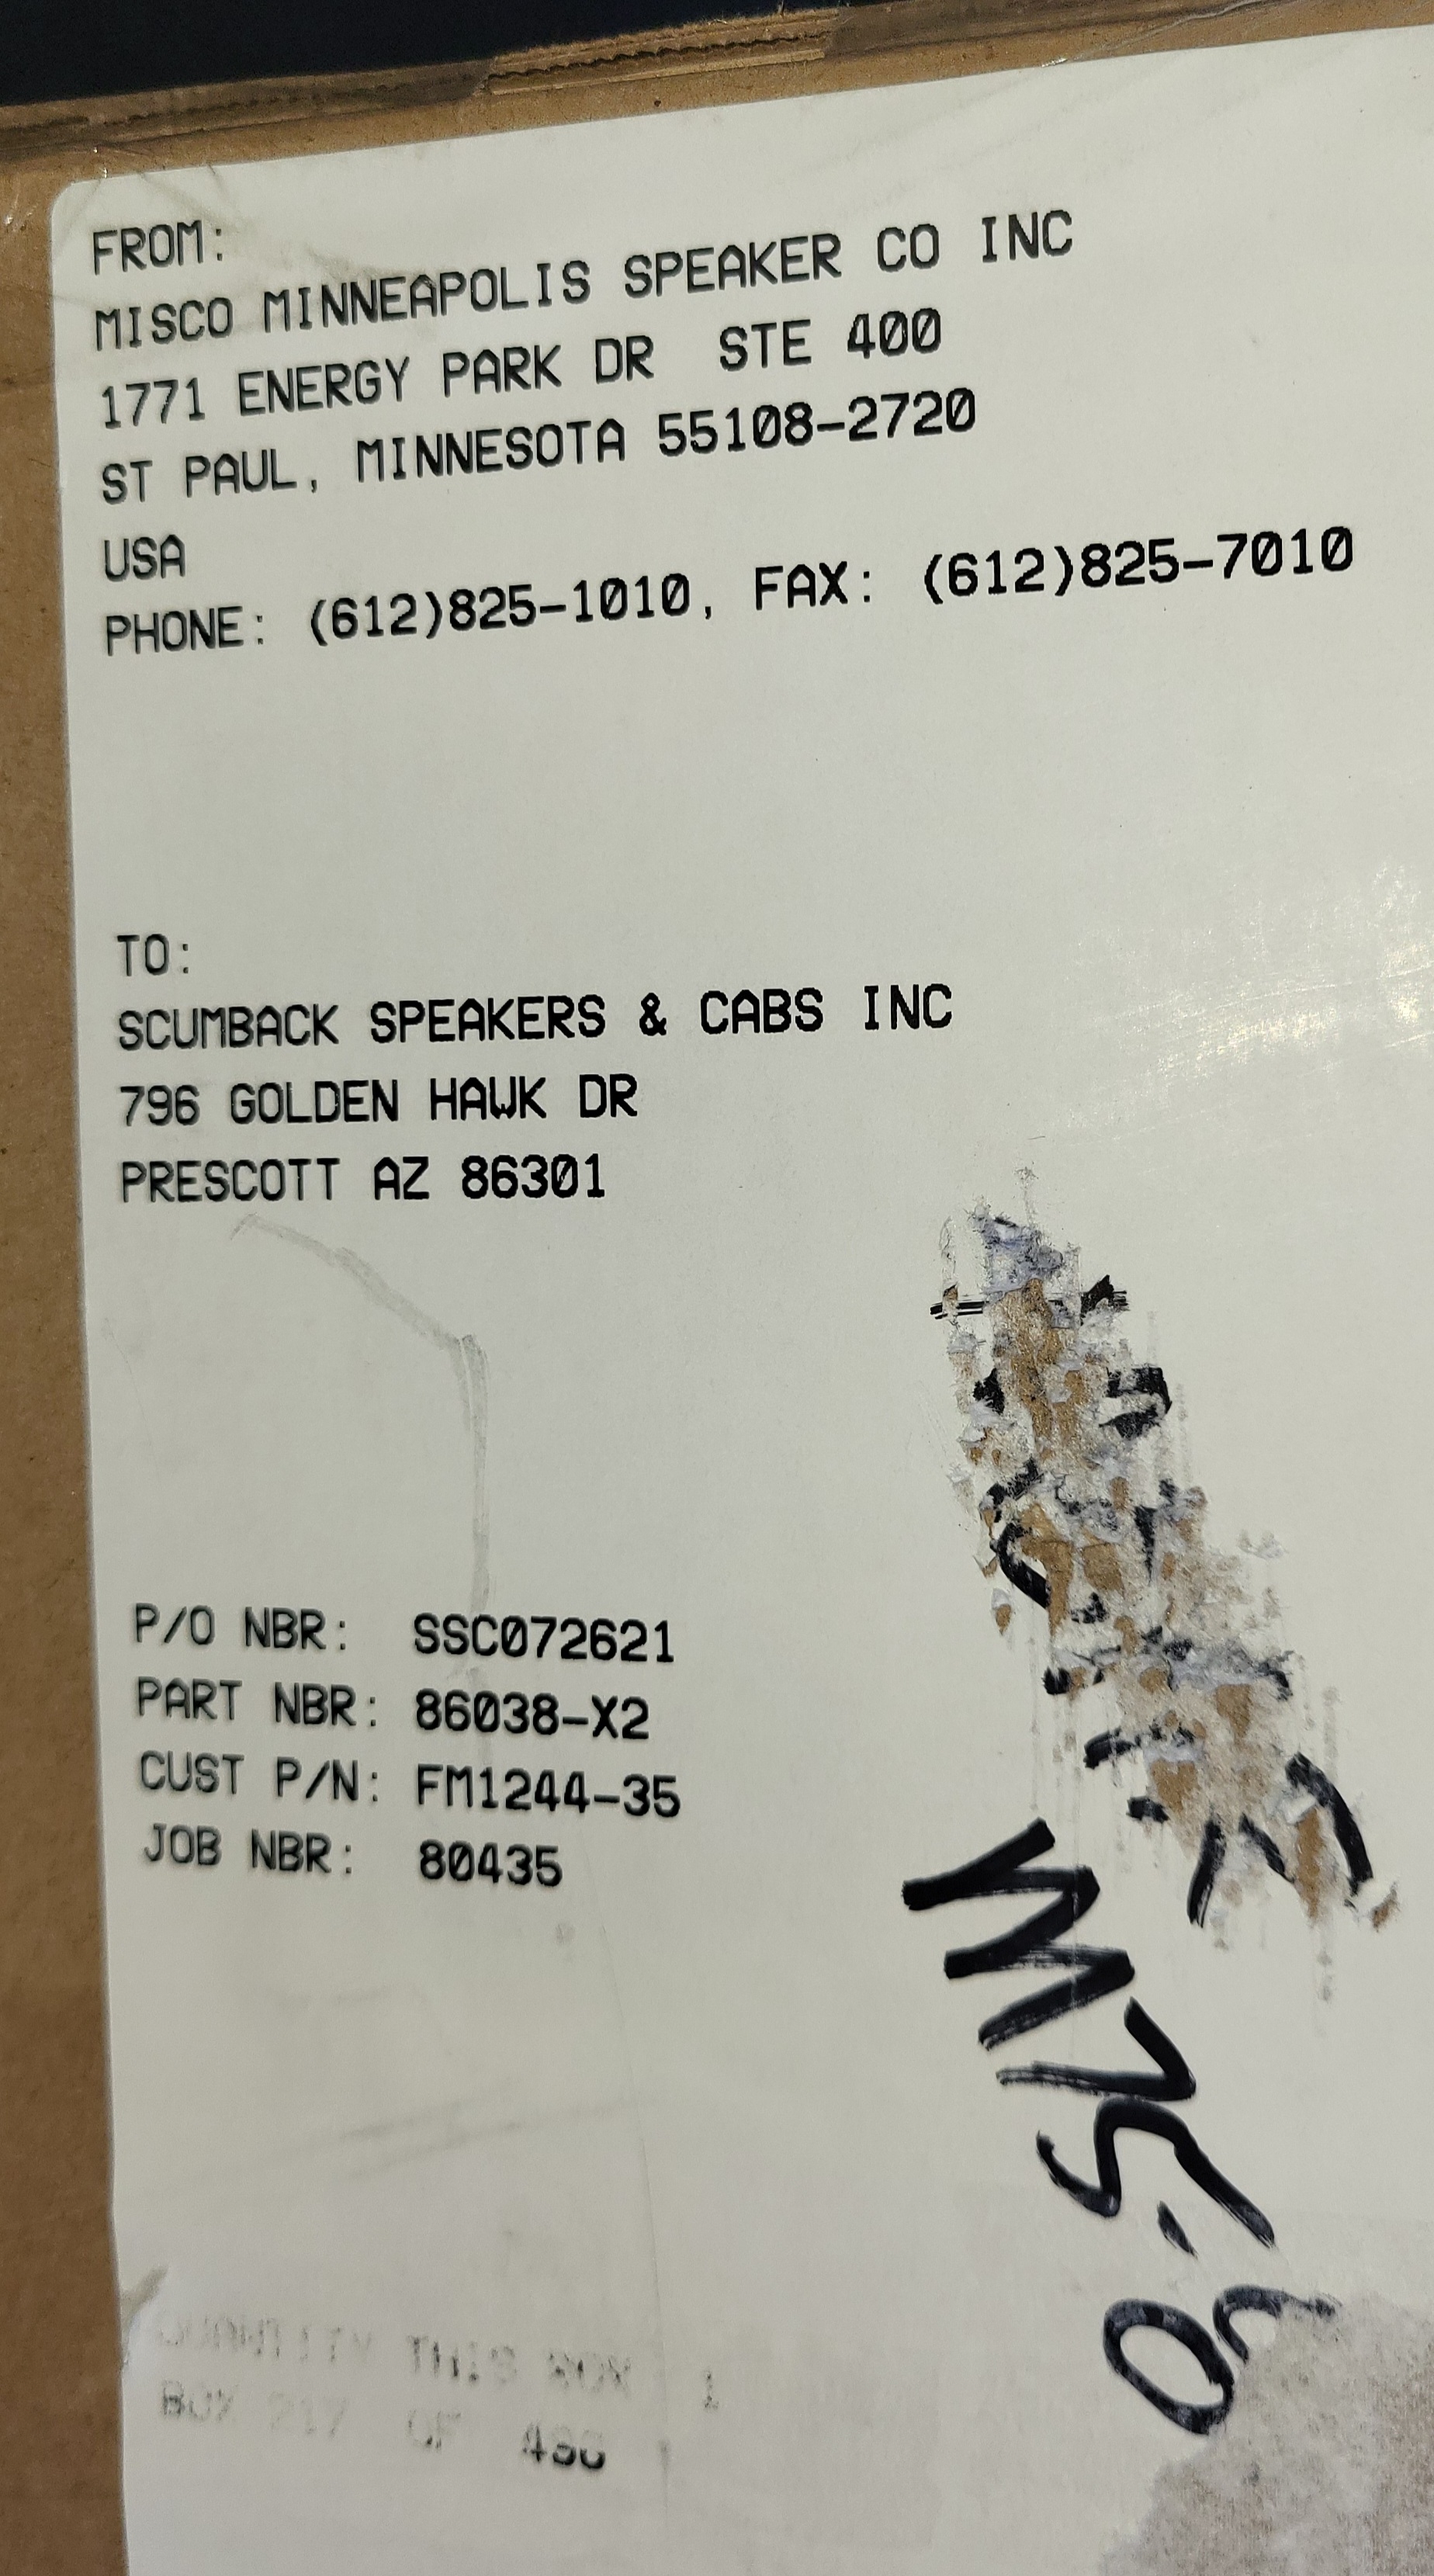 FROM:
MISCO MINNEAPOLIS SPEAKER CO INC
1771 ENERGY PARK DR STE 400
ST PAUL, MINNESOTA 55108-2720
USA
PHONE: (612)825-1010, FAX: (612)825-7010
TO:
SCUMBACK SPEAKERS & CABS INC
796 GOLDEN HAWK DR
PRESCOTT AZ 86301
P/O NBR: SSC072621
PART NBR: 86038-X2
CUST P/N: FM1244-35
JOB NBR: 80435
QUANTITY THIS BOX 1
BOX OF